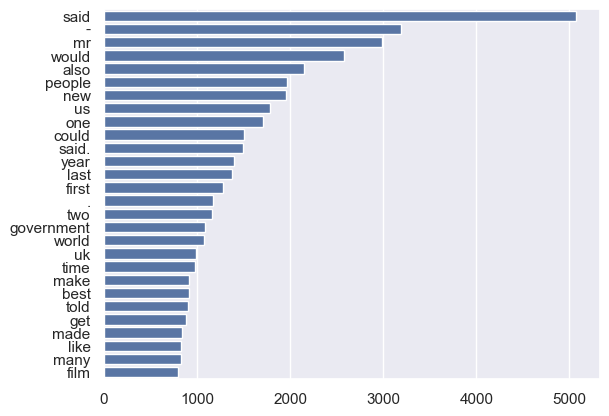 said
-
mr
would
also
people
new
us
one
could
said.
year
last
first
.
two
government
world
uk
time
make
best
told
get
made
like
many
film
0 1000 2000 3000 4000 5000